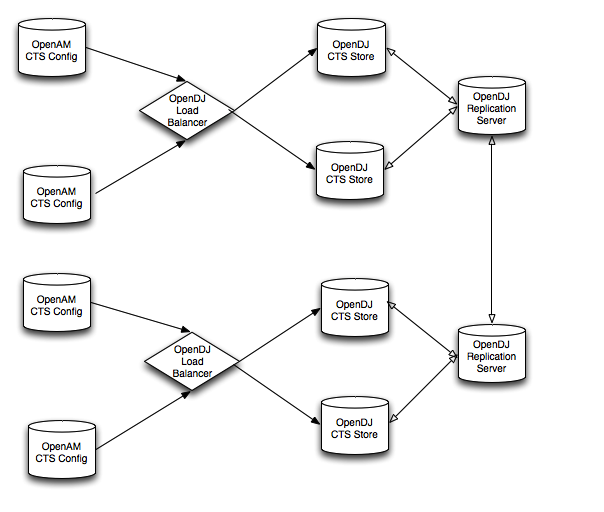 OpenAM
CTS Config
OpenDJ
CTS Store
OpenDJ
Replication
Server
OpenDJ
Load
Balancer
OpenDJ
CTS Store
OpenAM
CTS Config
OpenAM
CTS Config
OpenDJ
CTS Store
OpenDJ
Load
Balancer
OpenDJ
Replication
Server
OpenDJ
CTS Store
OpenAM
CTS Config